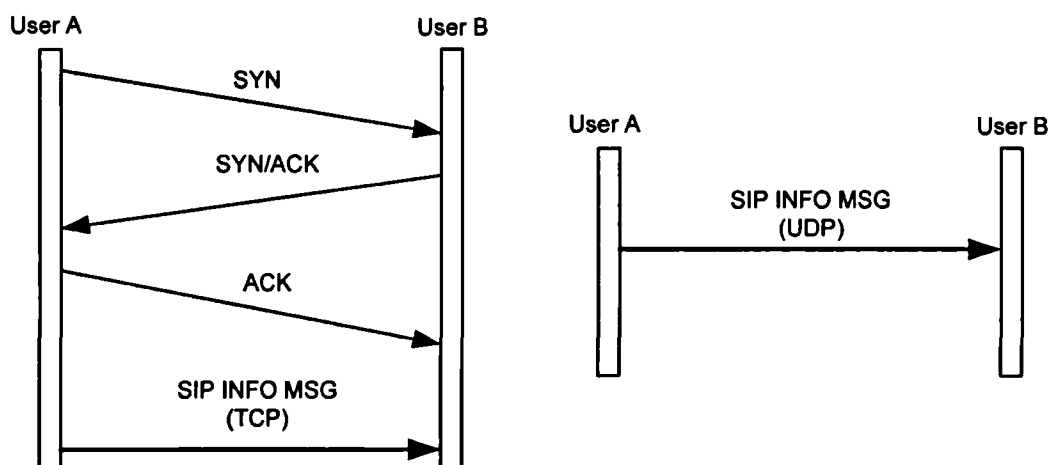 User A
User B
SYN
SYN/ACK
ACK
SIP INFO MSG
(TCP)
User A
User B
SIP INFO MSG
(UDP)